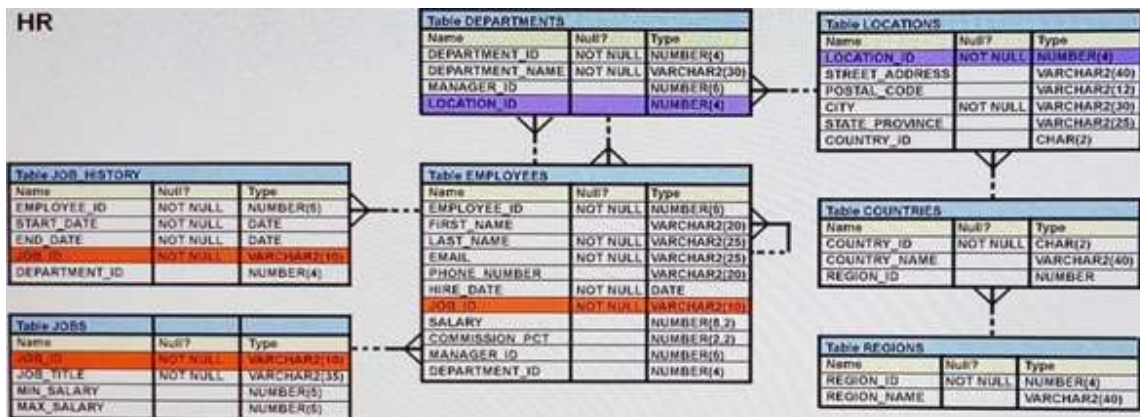 HR
Table DEPARTMENTS
Name Null? Type
DEPARTMENT_ID NOT NULL NUMBER(4)
DEPARTMENT_NAME NOT NULL VARCHAR2(30)
MANAGER_ID NUMBER(6)
LOCATION_ID NUMBER(4)
Table LOCATIONS
Name Null? Type
LOCATION_ID NOT NULL NUMBER(4)
STREET_ADDRESS VARCHAR2(40)
POSTAL_CODE VARCHAR2(12)
CITY NOT NULL VARCHAR2(30)
STATE_PROVINCE VARCHAR2(25)
COUNTRY_ID CHAR(2)
Table JOB_HISTORY
Name Null? Type
EMPLOYEE_ID NOT NULL NUMBER(6)
START_DATE NOT NULL DATE
END_DATE NOT NULL DATE
JOB_ID NOT NULL VARCHAR2(10)
DEPARTMENT_ID NUMBER(4)
Table EMPLOYEES
Name Null? Type
EMPLOYEE_ID NOT NULL NUMBER(6)
FIRST_NAME VARCHAR2(20)
LAST_NAME NOT NULL VARCHAR2(25)
EMAIL NOT NULL VARCHAR2(25)
PHONE_NUMBER VARCHAR2(20)
HIRE_DATE NOT NULL DATE
JOB_ID NOT NULL VARCHAR2(10)
SALARY NUMBER(8,2)
COMMISSION_PCT NUMBER(2,2)
MANAGER_ID NUMBER(6)
DEPARTMENT_ID NUMBER(4)
Table COUNTRIES
Name Null? Type
COUNTRY_ID NOT NULL CHAR(2)
COUNTRY_NAME VARCHAR2(40)
REGION_ID NUMBER
Table JOBS
Name Null? Type
JOB_ID NOT NULL VARCHAR2(10)
JOB_TITLE NOT NULL VARCHAR2(35)
MIN_SALARY NUMBER(6)
MAX_SALARY NUMBER(6)
Table REGIONS
Name Null? Type
REGION_ID NOT NULL NUMBER(4)
REGION_NAME VARCHAR2(40)